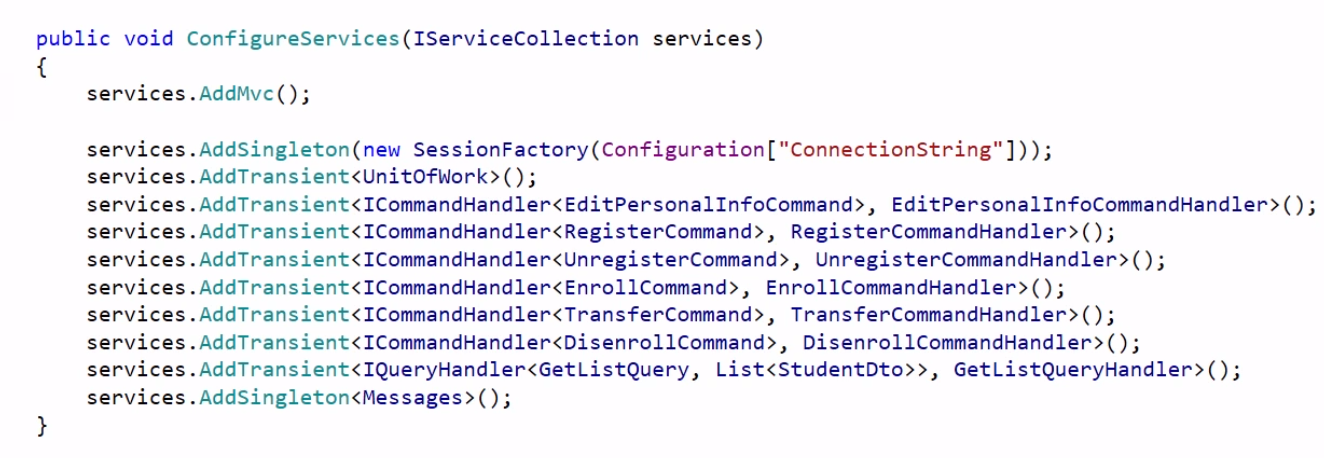 public void ConfigureServices(IServiceCollection services)
{
    services.AddMvc();

    services.AddSingleton(new SessionFactory(Configuration["ConnectionString"]));
    services.AddTransient<UnitOfWork>();
    services.AddTransient<ICommandHandler<EditPersonalInfoCommand>, EditPersonalInfoCommandHandler>();
    services.AddTransient<ICommandHandler<RegisterCommand>, RegisterCommandHandler>();
    services.AddTransient<ICommandHandler<UnregisterCommand>, UnregisterCommandHandler>();
    services.AddTransient<ICommandHandler<EnrollCommand>, EnrollCommandHandler>();
    services.AddTransient<ICommandHandler<TransferCommand>, TransferCommandHandler>();
    services.AddTransient<ICommandHandler<DisenrollCommand>, DisenrollCommandHandler>();
    services.AddTransient<IQueryHandler<GetListQuery, List<StudentDto>>, GetListQueryHandler>();
    services.AddSingleton<Messages>();
}